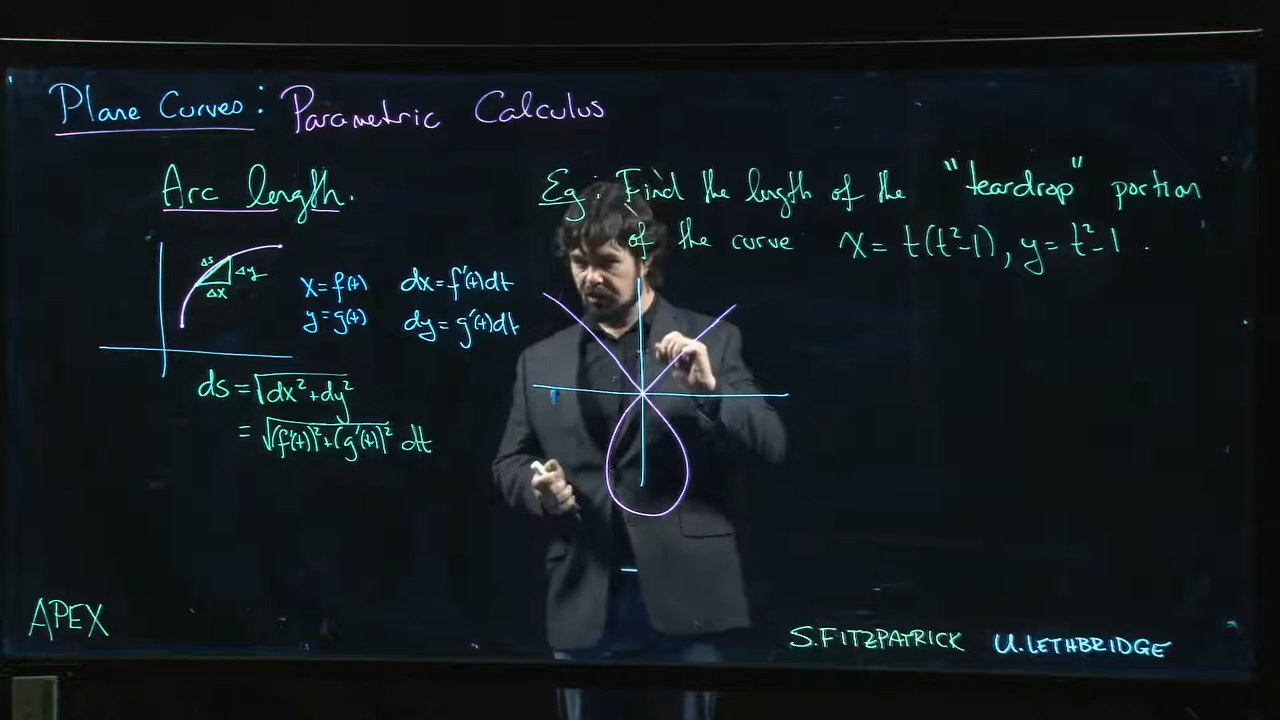 Plane Curves: Parametric Calculus
Arc length.
Δs
Δy
Δx
x = f(t) dx = f'(t)dt
y = g(t) dy = g'(t)dt
ds = √dx²+dy²
= √(f'(t))²+(g'(t))² dt
Eg: Find the length of the "teardrop" portion
of the curve x = t(t²-1), y = t²-1.
APEX
S.FITZPATRICK U.LETHBRIDGE